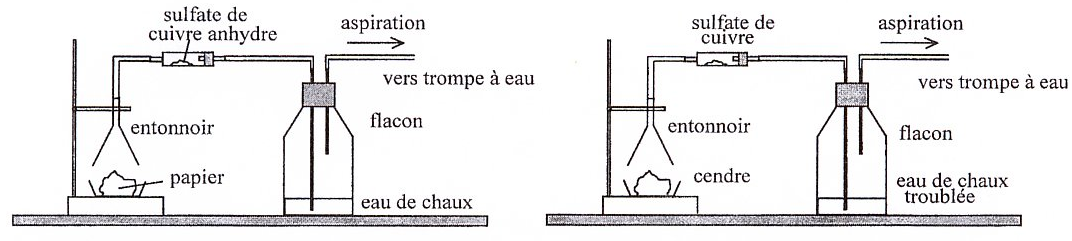 sulfate de
cuivre anhydre
aspiration
vers trompe à eau
entonnoir
flacon
papier
eau de chaux
sulfate de
cuivre
aspiration
vers trompe à eau
entonnoir
flacon
cendre
eau de chaux
troublée